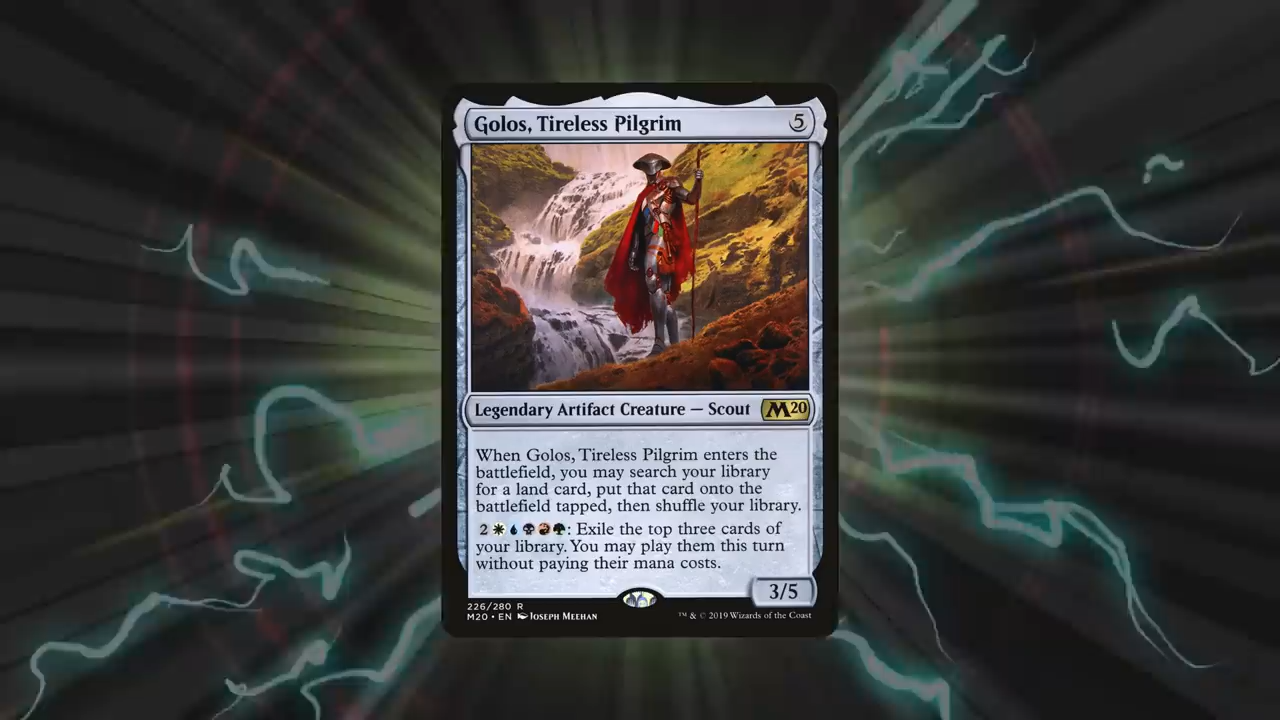 Golos, Tireless Pilgrim 5
Legendary Artifact Creature — Scout M20
When Golos, Tireless Pilgrim enters the
battlefield, you may search your library
for a land card, put that card onto the
battlefield tapped, then shuffle your library.
2: Exile the top three cards of
your library. You may play them this turn
without paying their mana costs.
3/5
226/280 R
M20 • EN Joseph Meehan
™ & © 2019 Wizards of the Coast